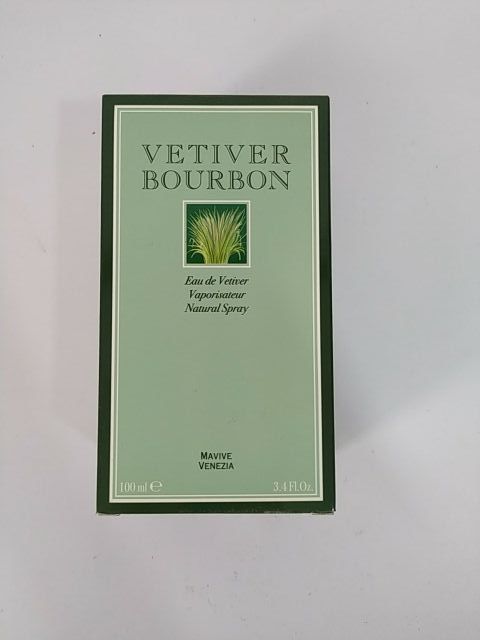 VETIVER
BOURBON
Eau de Vetiver
Vaporisateur
Natural Spray
MAVIVE
VENEZIA
100 ml ℮ 3.4 Fl.Oz.